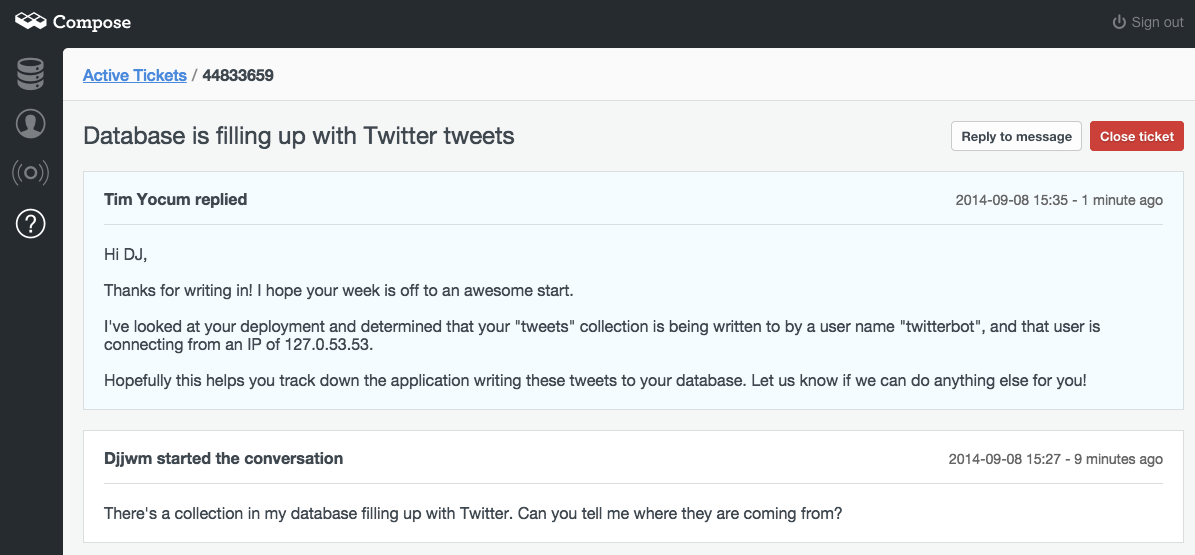 Compose
Sign out
Active Tickets / 44833659
Database is filling up with Twitter tweets
Reply to message
Close ticket
Tim Yocum replied
2014-09-08 15:35 - 1 minute ago
Hi DJ,
Thanks for writing in! I hope your week is off to an awesome start.
I've looked at your deployment and determined that your "tweets" collection is being written to by a user name "twitterbot", and that user is
connecting from an IP of 127.0.53.53.
Hopefully this helps you track down the application writing these tweets to your database. Let us know if we can do anything else for you!
Djjwm started the conversation
2014-09-08 15:27 - 9 minutes ago
There's a collection in my database filling up with Twitter. Can you tell me where they are coming from?